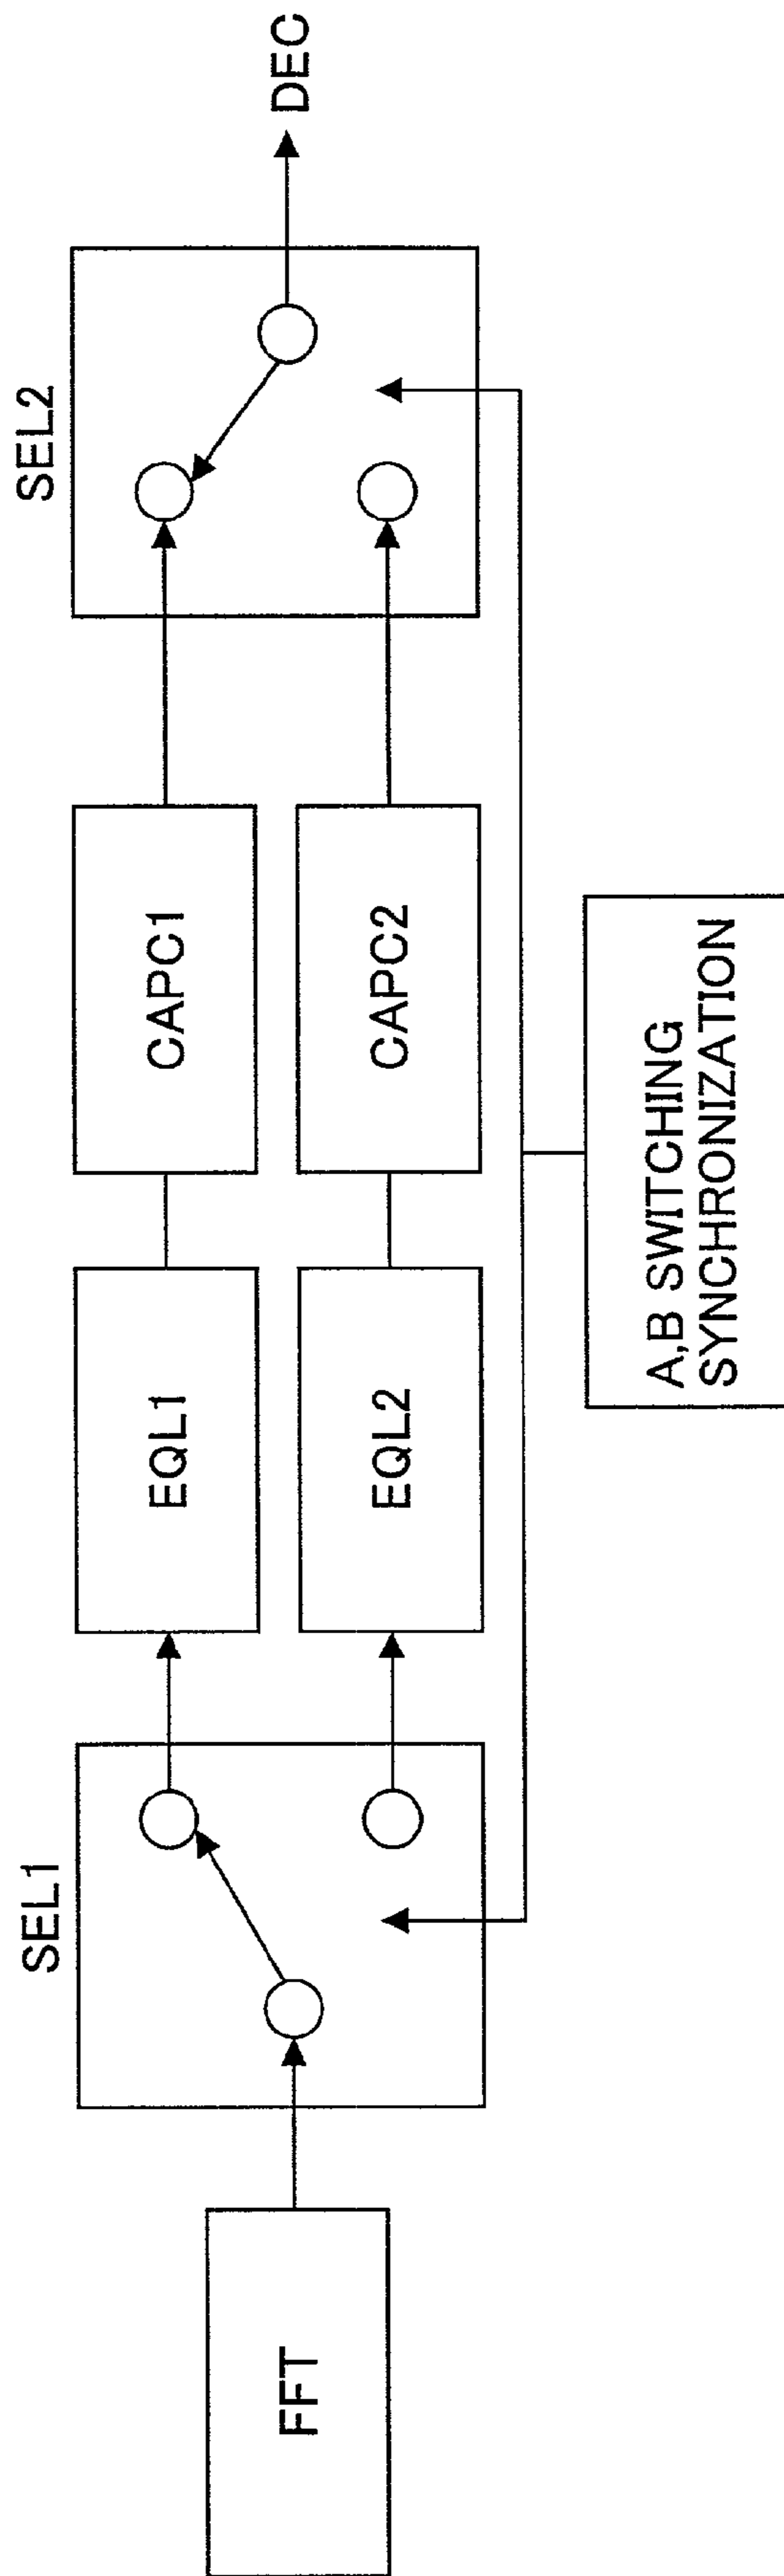 FFT
SEL1
EQL1
EQL2
CAPC1
CAPC2
SEL2
DEC
A,B SWITCHING
SYNCHRONIZATION